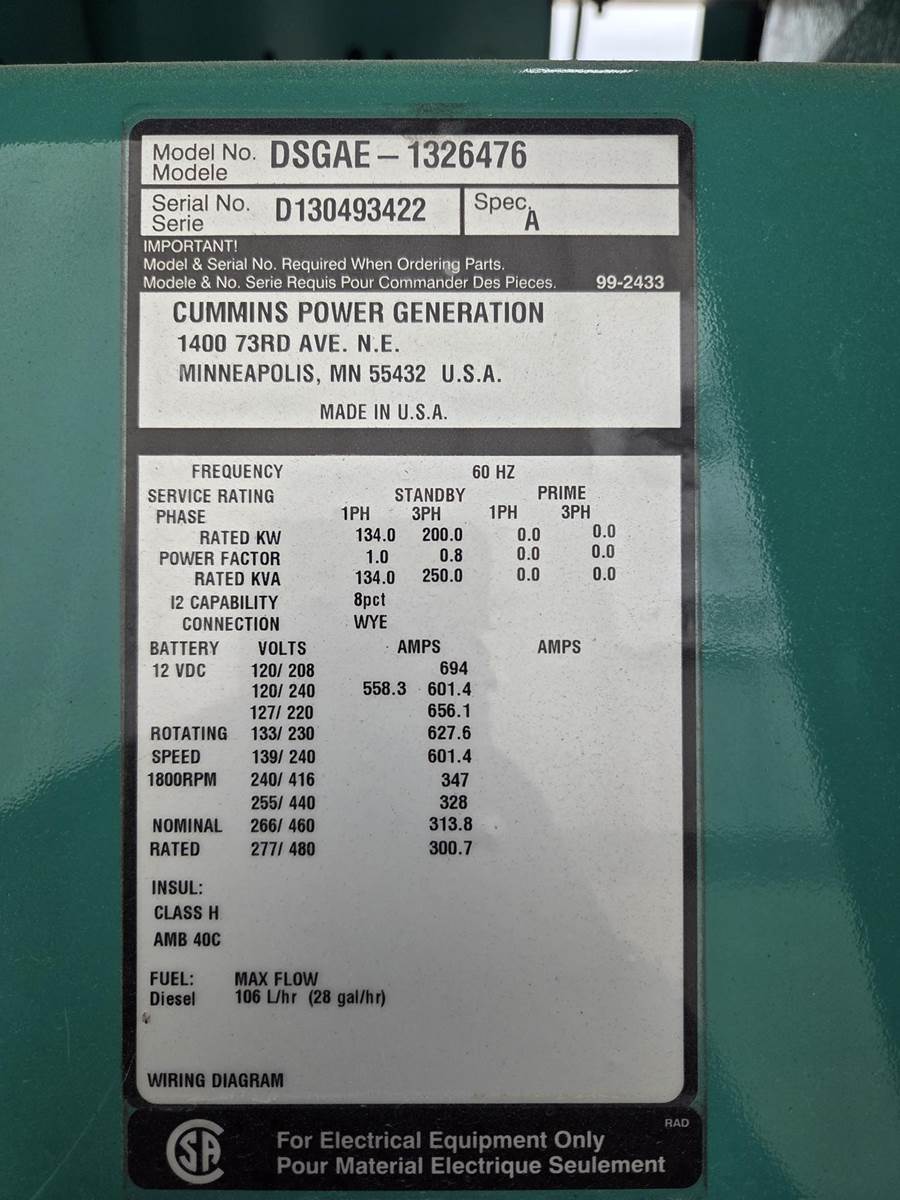 Model No. DSGAE – 1326476
Modele
Serial No. D130493422 Spec. A
Serie
IMPORTANT!
Model & Serial No. Required When Ordering Parts.
Modele & No. Serie Requis Pour Commander Des Pieces. 99-2433
CUMMINS POWER GENERATION
1400 73RD AVE. N.E.
MINNEAPOLIS, MN 55432 U.S.A.
MADE IN U.S.A.
FREQUENCY 60 HZ
SERVICE RATING STANDBY PRIME
PHASE 1PH 3PH 1PH 3PH
RATED KW 134.0 200.0 0.0 0.0
POWER FACTOR 1.0 0.8 0.0 0.0
RATED KVA 134.0 250.0 0.0 0.0
I2 CAPABILITY 8pct
CONNECTION WYE
BATTERY VOLTS AMPS AMPS
12 VDC 120/ 208 694
120/ 240 558.3 601.4
127/ 220 656.1
ROTATING 133/ 230 627.6
SPEED 139/ 240 601.4
1800RPM 240/ 416 347
255/ 440 328
NOMINAL 266/ 460 313.8
RATED 277/ 480 300.7
INSUL:
CLASS H
AMB 40C
FUEL: MAX FLOW
Diesel 106 L/hr (28 gal/hr)
WIRING DIAGRAM
RAD
CSA For Electrical Equipment Only
Pour Material Electrique Seulement